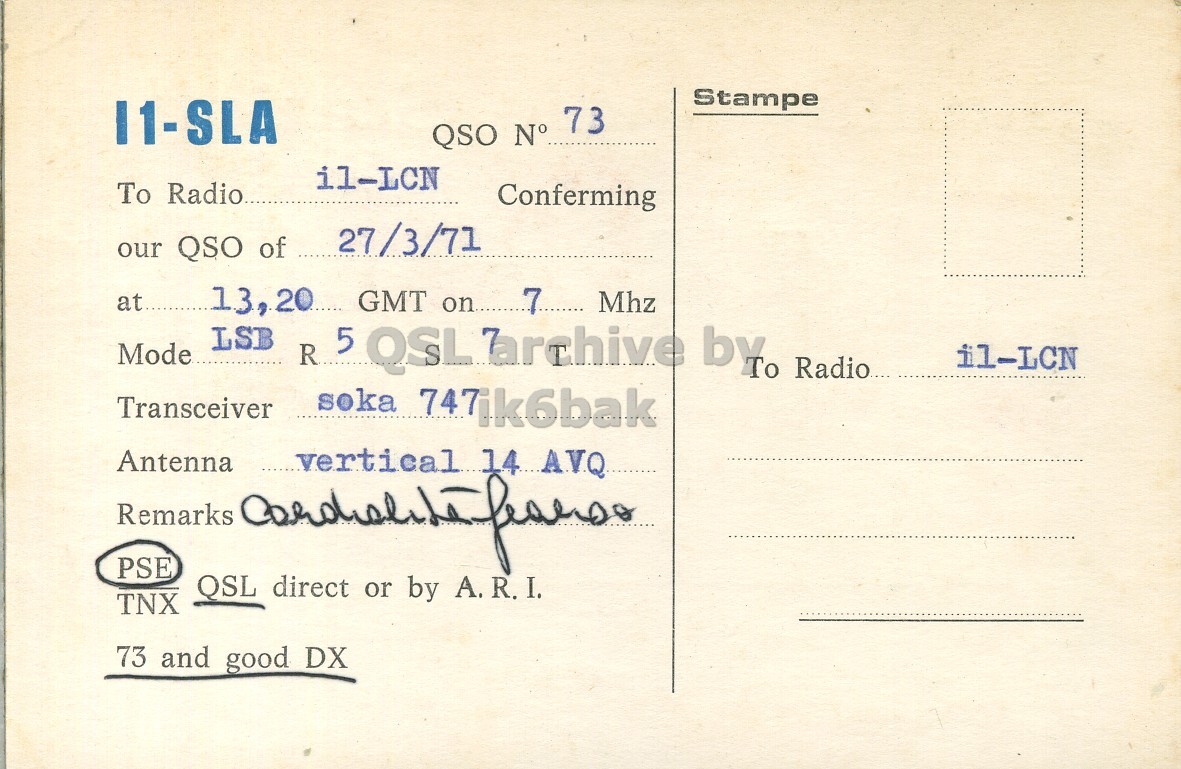 I1-SLA
QSO Nº 73
To Radio i1-LCN Conferming
our QSO of 27/3/71
at 13,20 GMT on 7 Mhz
Mode LSB R 5 S 7 T
Transceiver soka 747
Antenna vertical 14 AVQ
Remarks Cordialità
PSE
TNX QSL direct or by A.R.I.
73 and good DX
Stampe
To Radio i1-LCN
QSL archive by
ik6bak